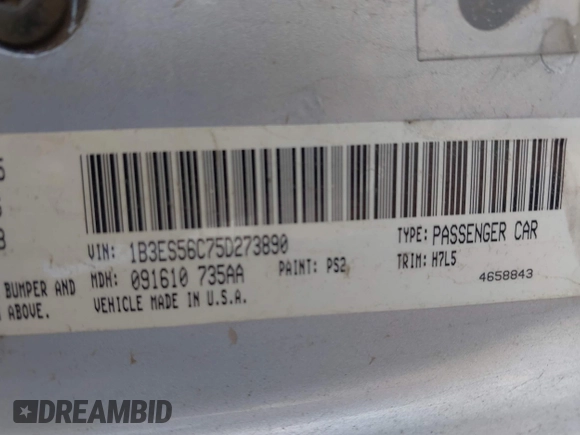 VIN: 1B3ES56C75D273890
TYPE: PASSENGER CAR
MDH: 091610 735AA
PAINT: PS2
TRIM: H7L5
BUMPER AND
VEHICLE MADE IN U.S.A.
4658843
ABOVE.
DREAMBID